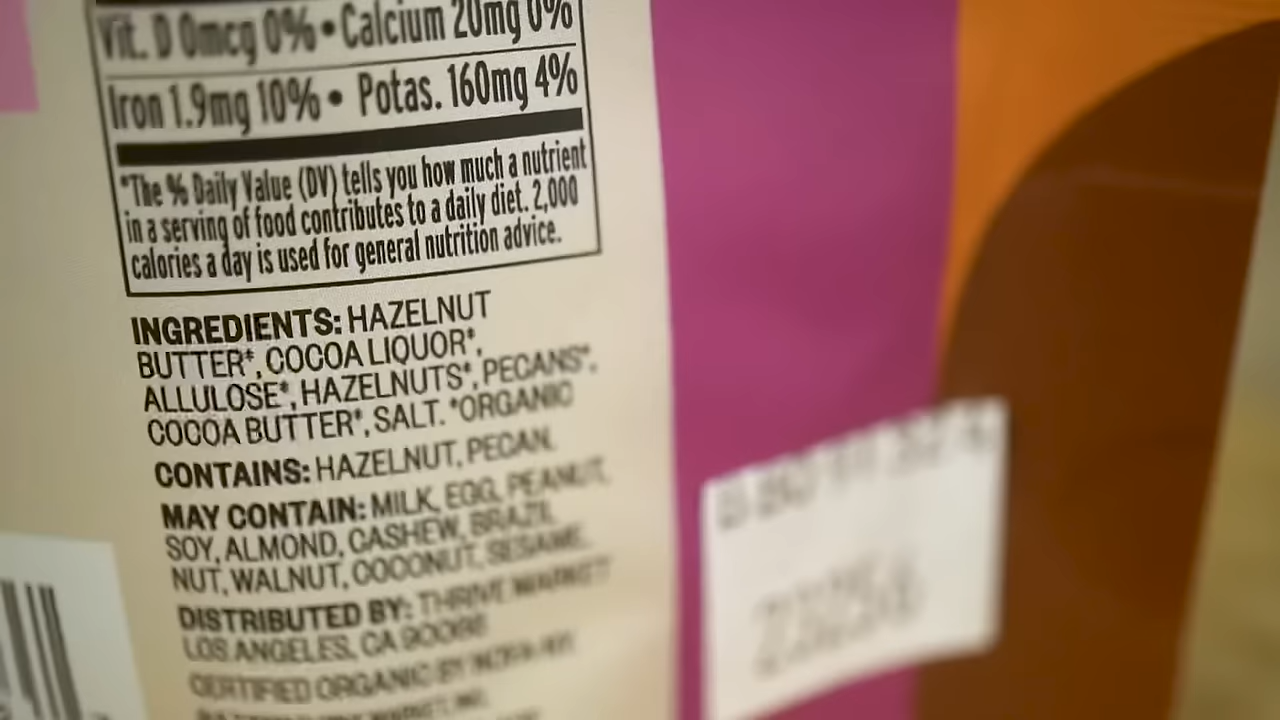 Vit. D 0mcg 0% • Calcium 20mg 0%
Iron 1.9mg 10% • Potas. 160mg 4%
*The % Daily Value (DV) tells you how much a nutrient
in a serving of food contributes to a daily diet. 2,000
calories a day is used for general nutrition advice.
INGREDIENTS: HAZELNUT
BUTTER*, COCOA LIQUOR*,
ALLULOSE*, HAZELNUTS*, PECANS*,
COCOA BUTTER*, SALT. *ORGANIC
CONTAINS: HAZELNUT, PECAN.
MAY CONTAIN: MILK, EGG, PEANUT,
SOY, ALMOND, CASHEW, BRAZIL
NUT, WALNUT, COCONUT, SESAME.
DISTRIBUTED BY: THRIVE MARKET
LOS ANGELES, CA
CERTIFIED ORGANIC BY